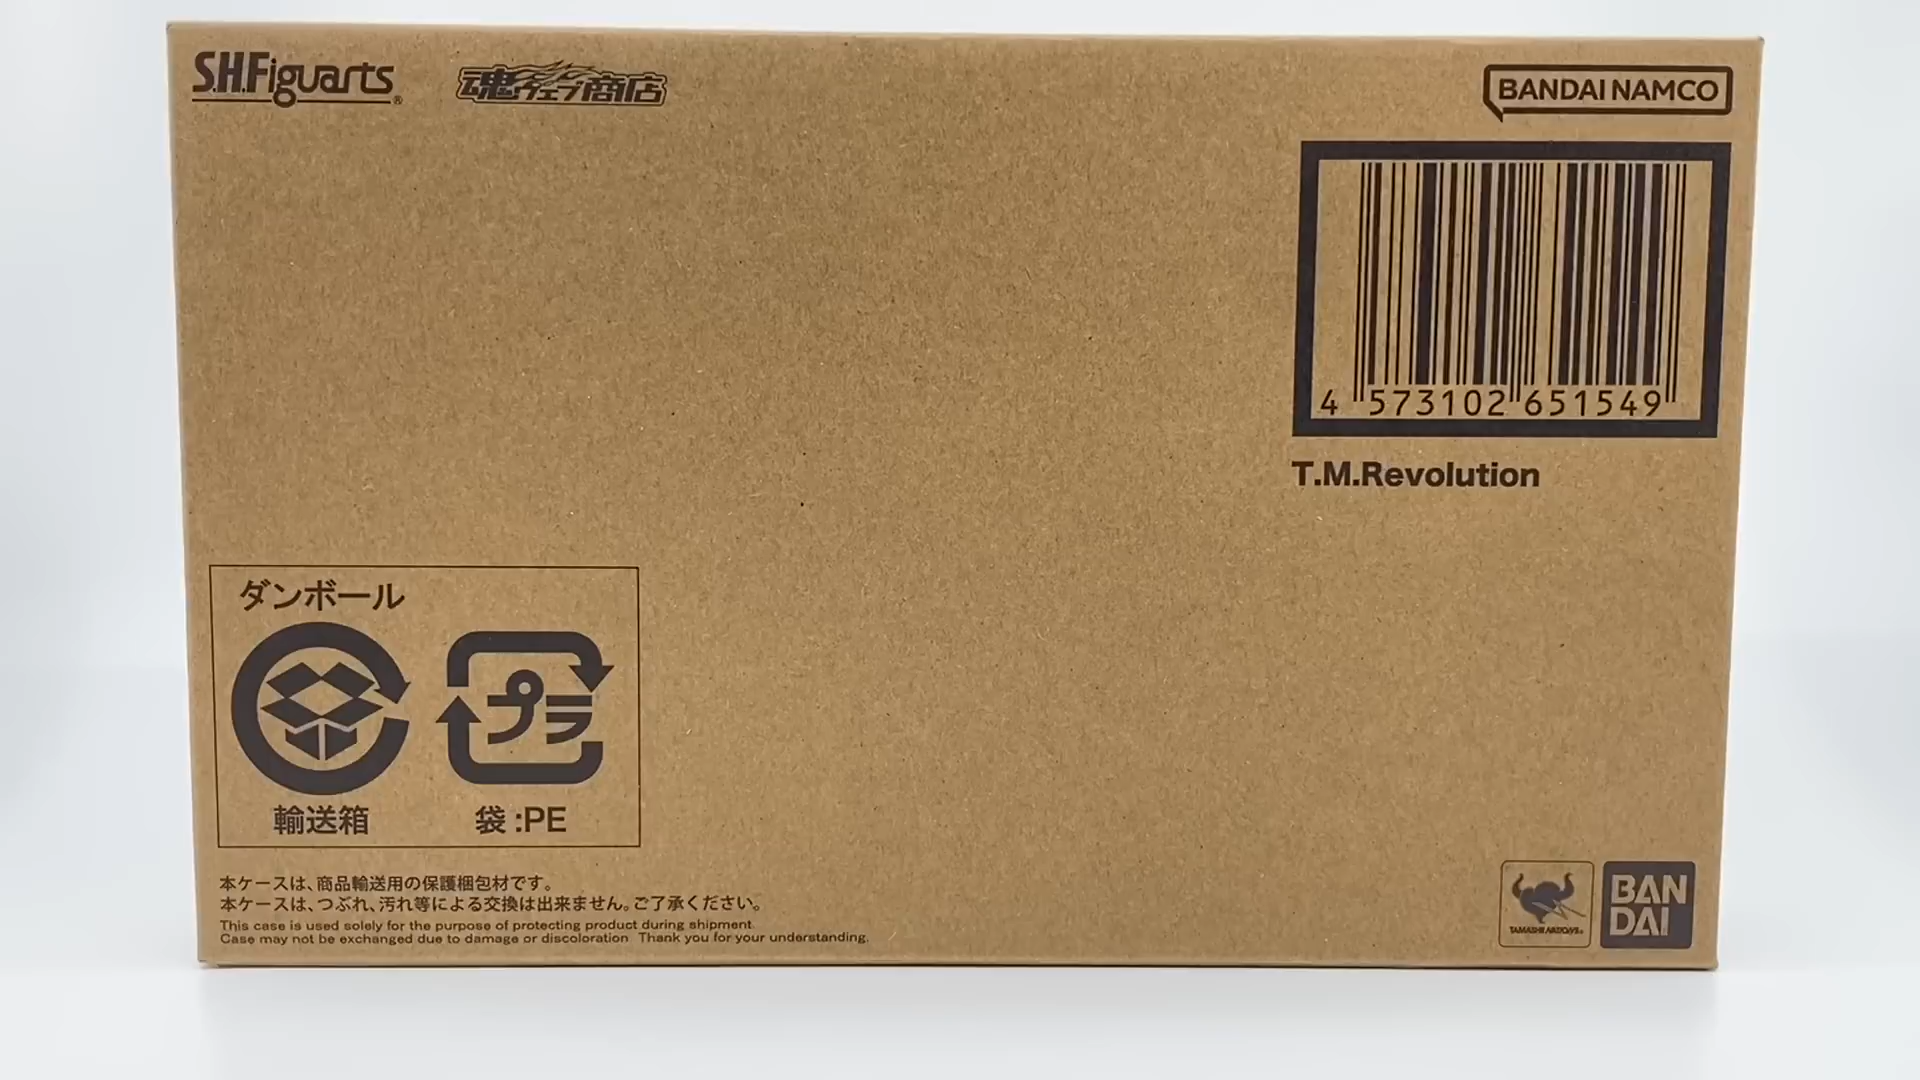 S.H.Figuarts®
魂ウェブ商店
BANDAI NAMCO
4 573102 651549
T.M.Revolution
ダンボール
プラ
輸送箱
袋:PE
本ケースは、商品輸送用の保護梱包材です。
本ケースは、つぶれ、汚れ等による交換は出来ません。ご了承ください。
This case is used solely for the purpose of protecting product during shipment.
Case may not be exchanged due to damage or discoloration. Thank you for your understanding.
TAMASHII NATIONS®
BAN
DAI